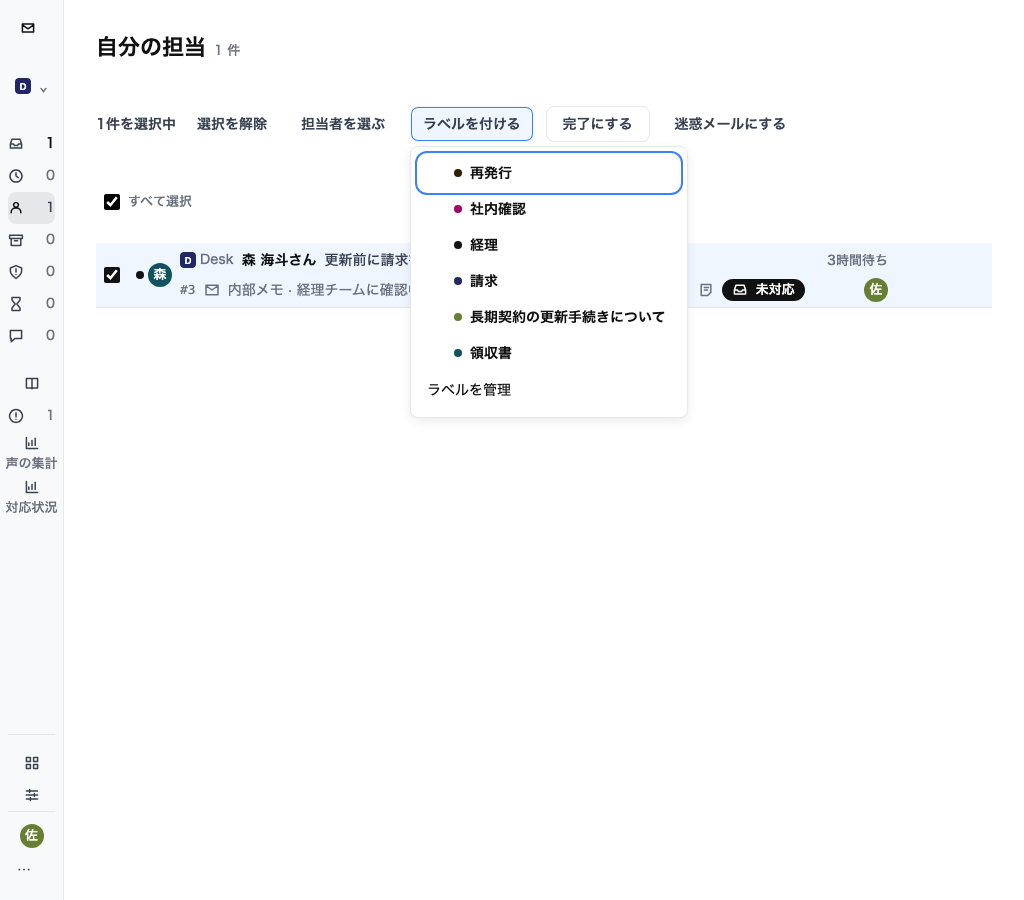 自分の担当 1 件
D
1件を選択中 選択を解除 担当者を選ぶ ラベルを付ける 完了にする 迷惑メールにする
1
0
1
0
0
0
0
1
声の集計
対応状況
佐
…
再発行
社内確認
経理
請求
長期契約の更新手続きについて
領収書
ラベルを管理
すべて選択
森 D Desk 森 海斗さん 更新前に請求 3時間待ち
#3 内部メモ · 経理チームに確認 未対応 佐